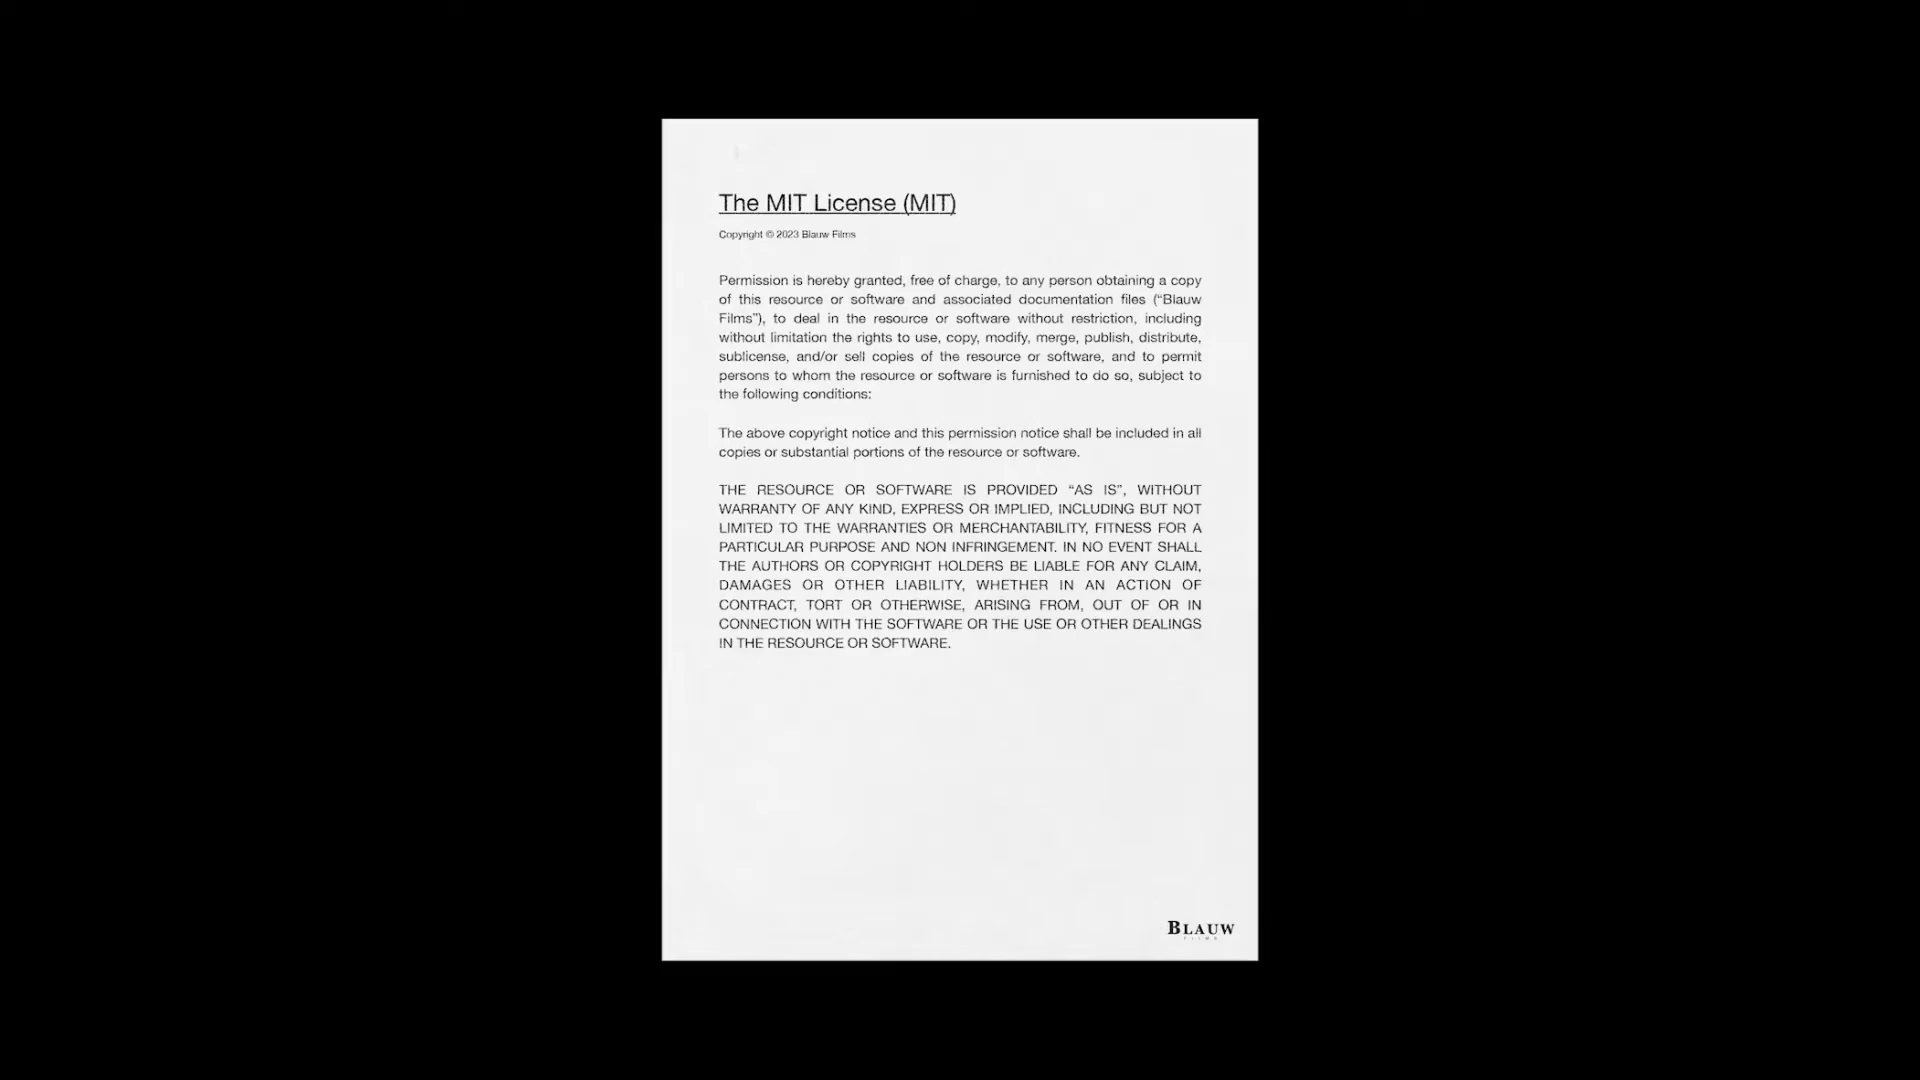 The MIT License (MIT)
Copyright © 2023 Blauw Films
Permission is hereby granted, free of charge, to any person obtaining a copy
of this resource or software and associated documentation files (“Blauw
Films”), to deal in the resource or software without restriction, including
without limitation the rights to use, copy, modify, merge, publish, distribute,
sublicense, and/or sell copies of the resource or software, and to permit
persons to whom the resource or software is furnished to do so, subject to
the following conditions:
The above copyright notice and this permission notice shall be included in all
copies or substantial portions of the resource or software.
THE RESOURCE OR SOFTWARE IS PROVIDED “AS IS”, WITHOUT
WARRANTY OF ANY KIND, EXPRESS OR IMPLIED, INCLUDING BUT NOT
LIMITED TO THE WARRANTIES OR MERCHANTABILITY, FITNESS FOR A
PARTICULAR PURPOSE AND NON INFRINGEMENT. IN NO EVENT SHALL
THE AUTHORS OR COPYRIGHT HOLDERS BE LIABLE FOR ANY CLAIM,
DAMAGES OR OTHER LIABILITY, WHETHER IN AN ACTION OF
CONTRACT, TORT OR OTHERWISE, ARISING FROM, OUT OF OR IN
CONNECTION WITH THE SOFTWARE OR THE USE OR OTHER DEALINGS
IN THE RESOURCE OR SOFTWARE.
BLAUW
FILMS